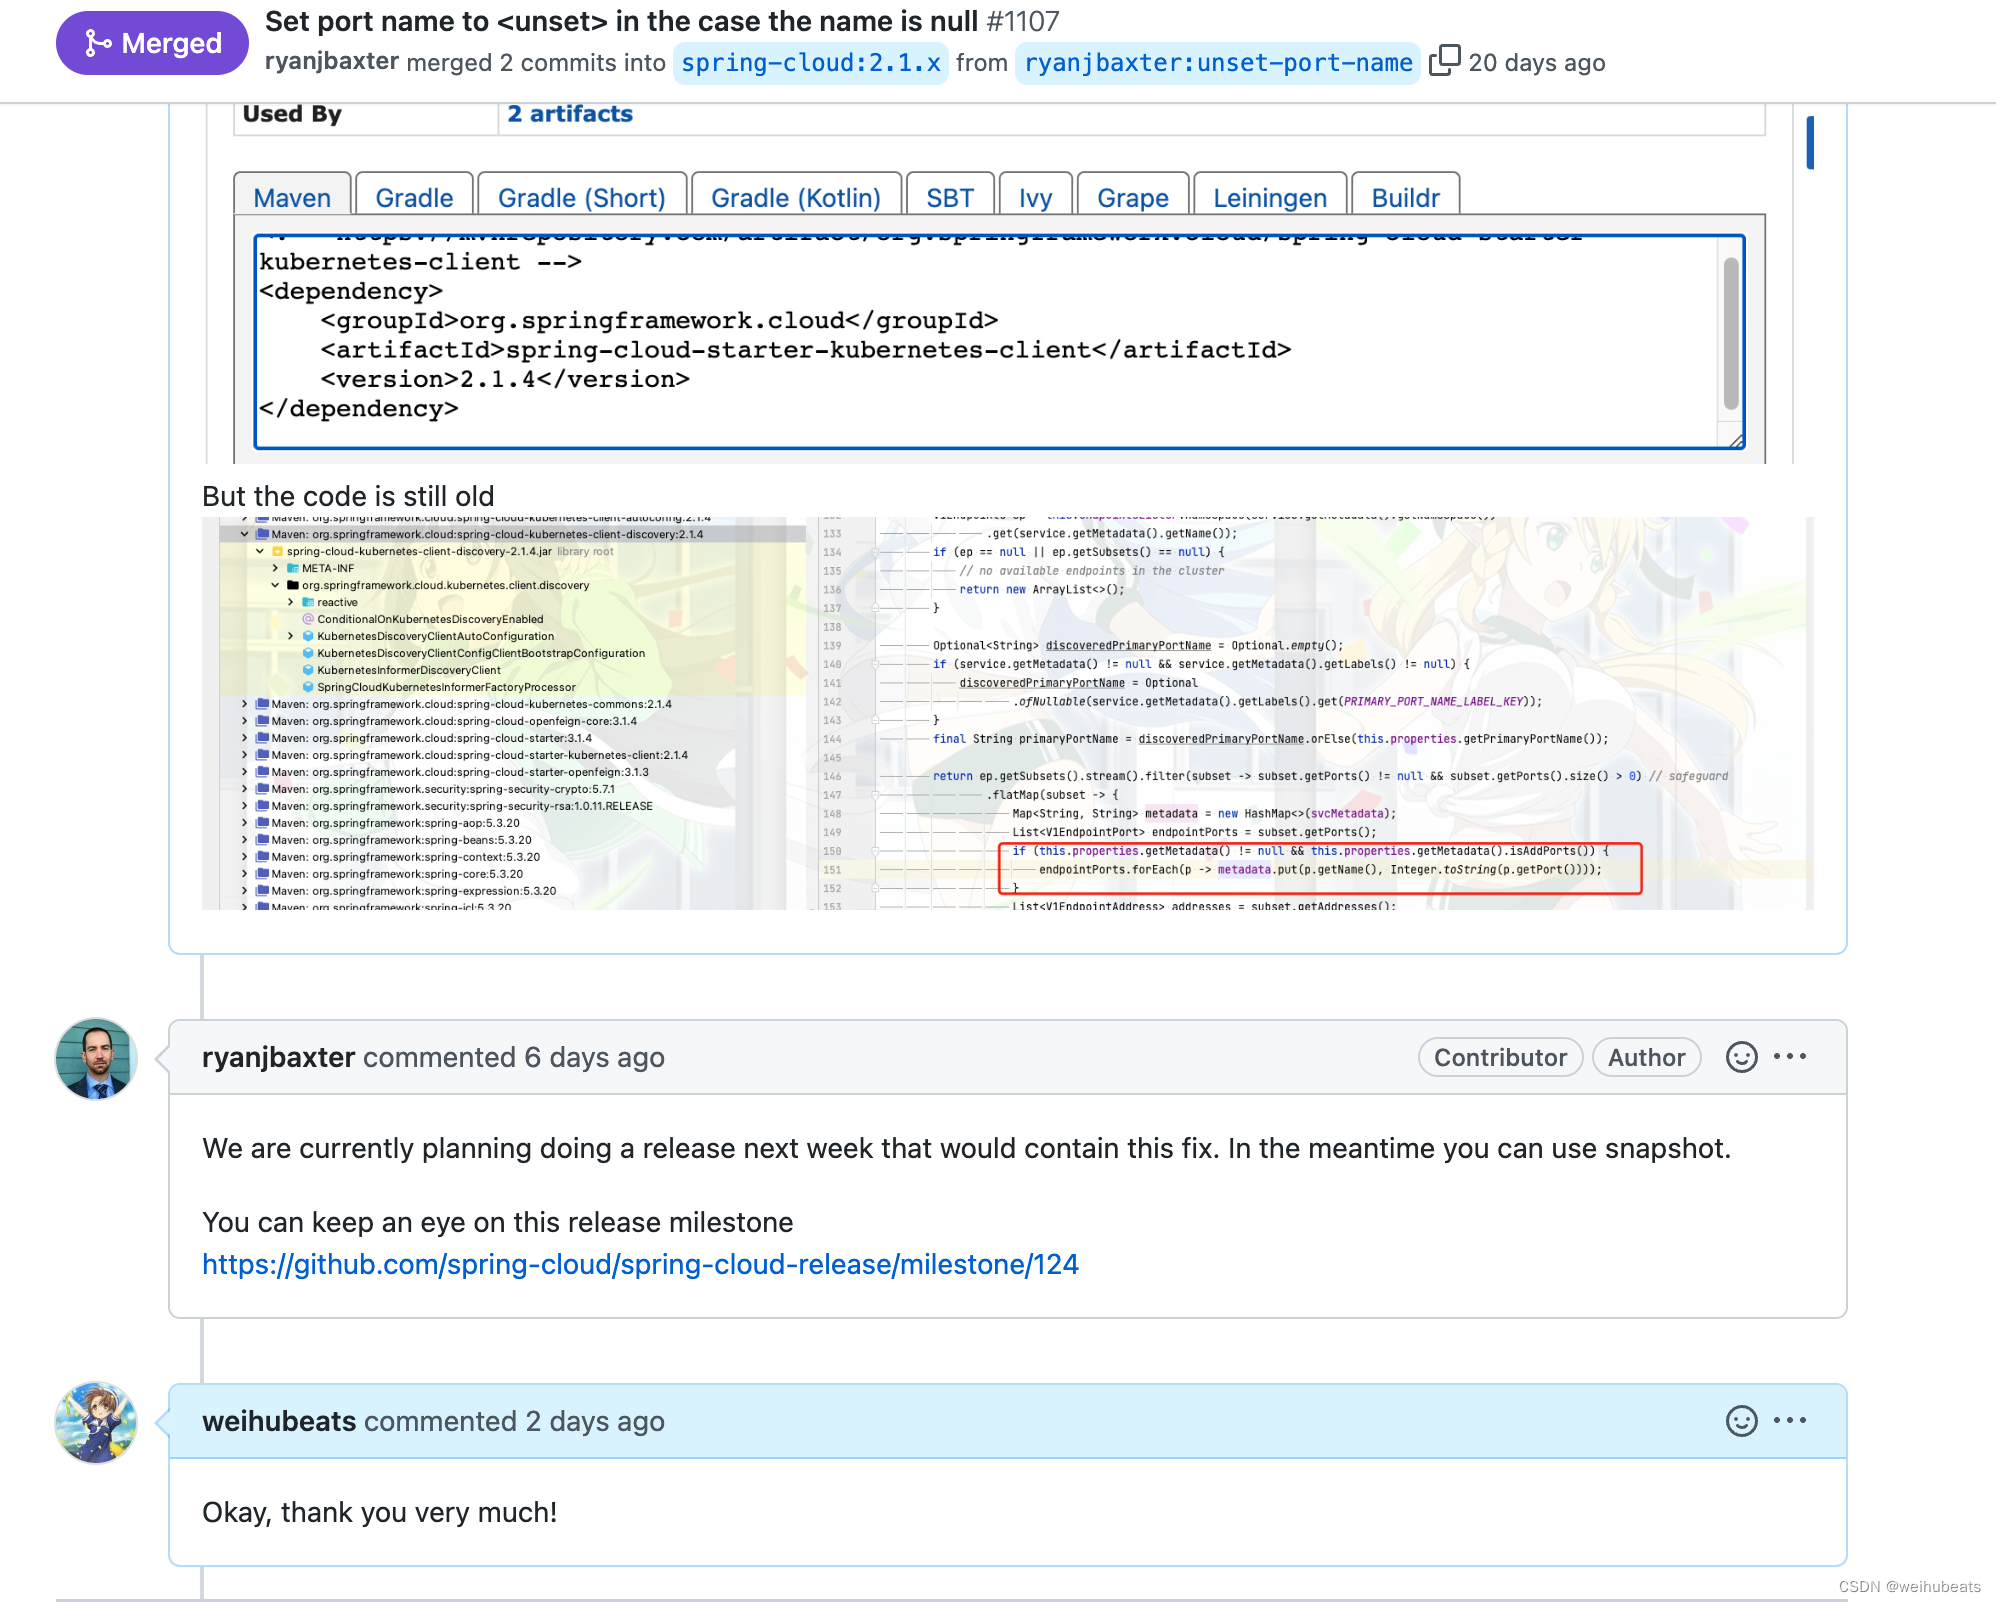 Merged
Set port name to <unset> in the case the name is null #1107
ryanjbaxter merged 2 commits into spring-cloud:2.1.x from ryanjbaxter:unset-port-name 20 days ago
Used By
2 artifacts
Maven
Gradle
Gradle (Short)
Gradle (Kotlin)
SBT
Ivy
Grape
Leiningen
Buildr
https://mvnrepository.com/artifact/org.springframework.cloud/spring-cloud-starter-
kubernetes-client -->
<dependency>
    <groupId>org.springframework.cloud</groupId>
    <artifactId>spring-cloud-starter-kubernetes-client</artifactId>
    <version>2.1.4</version>
</dependency>
But the code is still old
Maven: org.springframework.cloud:spring-cloud-kubernetes-client-autoconfig:2.1.4
Maven: org.springframework.cloud:spring-cloud-kubernetes-client-discovery:2.1.4
spring-cloud-kubernetes-client-discovery-2.1.4.jar library root
META-INF
org.springframework.cloud.kubernetes.client.discovery
reactive
ConditionalOnKubernetesDiscoveryEnabled
KubernetesDiscoveryClientAutoConfiguration
KubernetesDiscoveryClientConfigClientBootstrapConfiguration
KubernetesInformerDiscoveryClient
SpringCloudKubernetesInformerFactoryProcessor
Maven: org.springframework.cloud:spring-cloud-kubernetes-commons:2.1.4
Maven: org.springframework.cloud:spring-cloud-openfeign-core:3.1.4
Maven: org.springframework.cloud:spring-cloud-starter:3.1.4
Maven: org.springframework.cloud:spring-cloud-starter-kubernetes-client:2.1.4
Maven: org.springframework.cloud:spring-cloud-starter-openfeign:3.1.3
Maven: org.springframework.security:spring-security-crypto:5.7.1
Maven: org.springframework.security:spring-security-rsa:1.0.11.RELEASE
Maven: org.springframework:spring-aop:5.3.20
Maven: org.springframework:spring-beans:5.3.20
Maven: org.springframework:spring-context:5.3.20
Maven: org.springframework:spring-core:5.3.20
Maven: org.springframework:spring-expression:5.3.20
Maven: org.springframework:spring-jcl:5.3.20
133 .get(service.getMetadata().getName());
134 if (ep == null || ep.getSubsets() == null) {
135 // no available endpoints in the cluster
136 return new ArrayList<>();
137 }
138
139 Optional<String> discoveredPrimaryPortName = Optional.empty();
140 if (service.getMetadata() != null && service.getMetadata().getLabels() != null) {
141 discoveredPrimaryPortName = Optional
142 .ofNullable(service.getMetadata().getLabels().get(PRIMARY_PORT_NAME_LABEL_KEY));
143 }
144 final String primaryPortName = discoveredPrimaryPortName.orElse(this.properties.getPrimaryPortName());
145
146 return ep.getSubsets().stream().filter(subset -> subset.getPorts() != null && subset.getPorts().size() > 0) // safeguard
147 .flatMap(subset -> {
148 Map<String, String> metadata = new HashMap<>(svcMetadata);
149 List<V1EndpointPort> endpointPorts = subset.getPorts();
150 if (this.properties.getMetadata() != null && this.properties.getMetadata().isAddPorts()) {
151 endpointPorts.forEach(p -> metadata.put(p.getName(), Integer.toString(p.getPort())));
152 }
153 List<V1EndpointAddress> addresses = subset.getAddresses();
ryanjbaxter commented 6 days ago
Contributor
Author
We are currently planning doing a release next week that would contain this fix. In the meantime you can use snapshot.
You can keep an eye on this release milestone
https://github.com/spring-cloud/spring-cloud-release/milestone/124
weihubeats commented 2 days ago
Okay, thank you very much!
CSDN @weihubeats